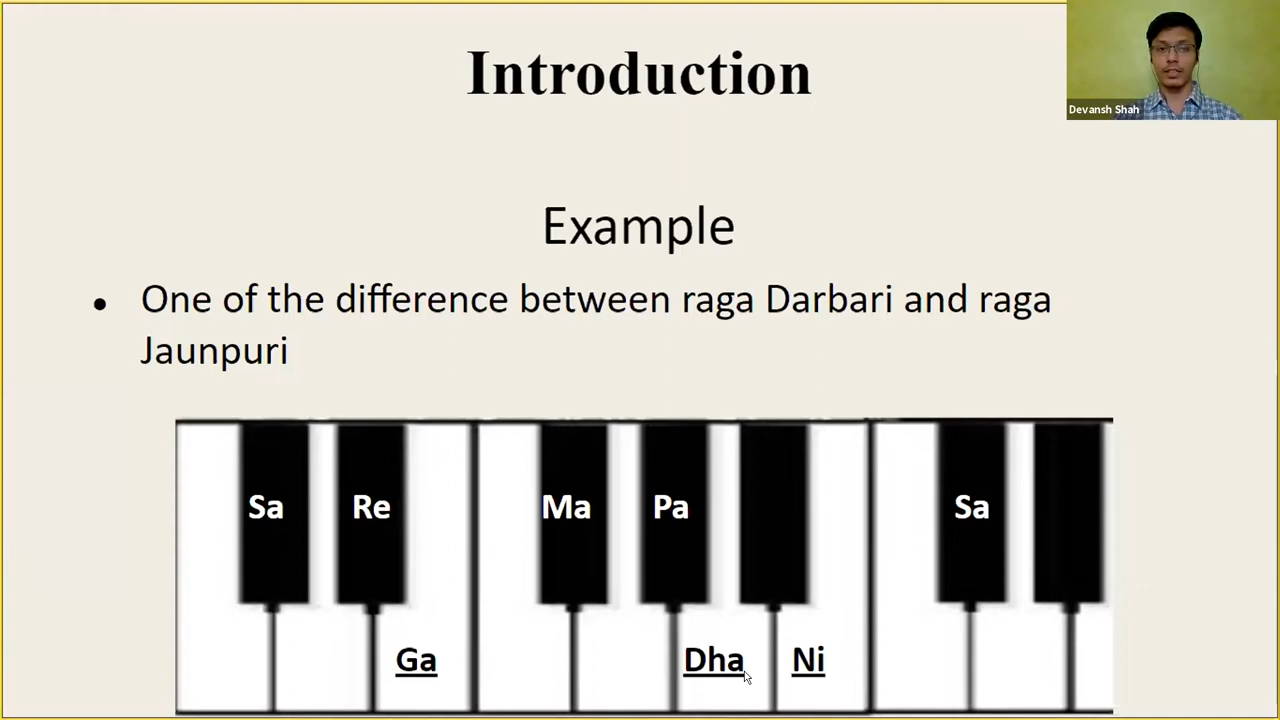 Introduction
Devansh Shah
Example
• One of the difference between raga Darbari and raga
Jaunpuri
Sa Re Ma Pa Sa
Ga Dha Ni